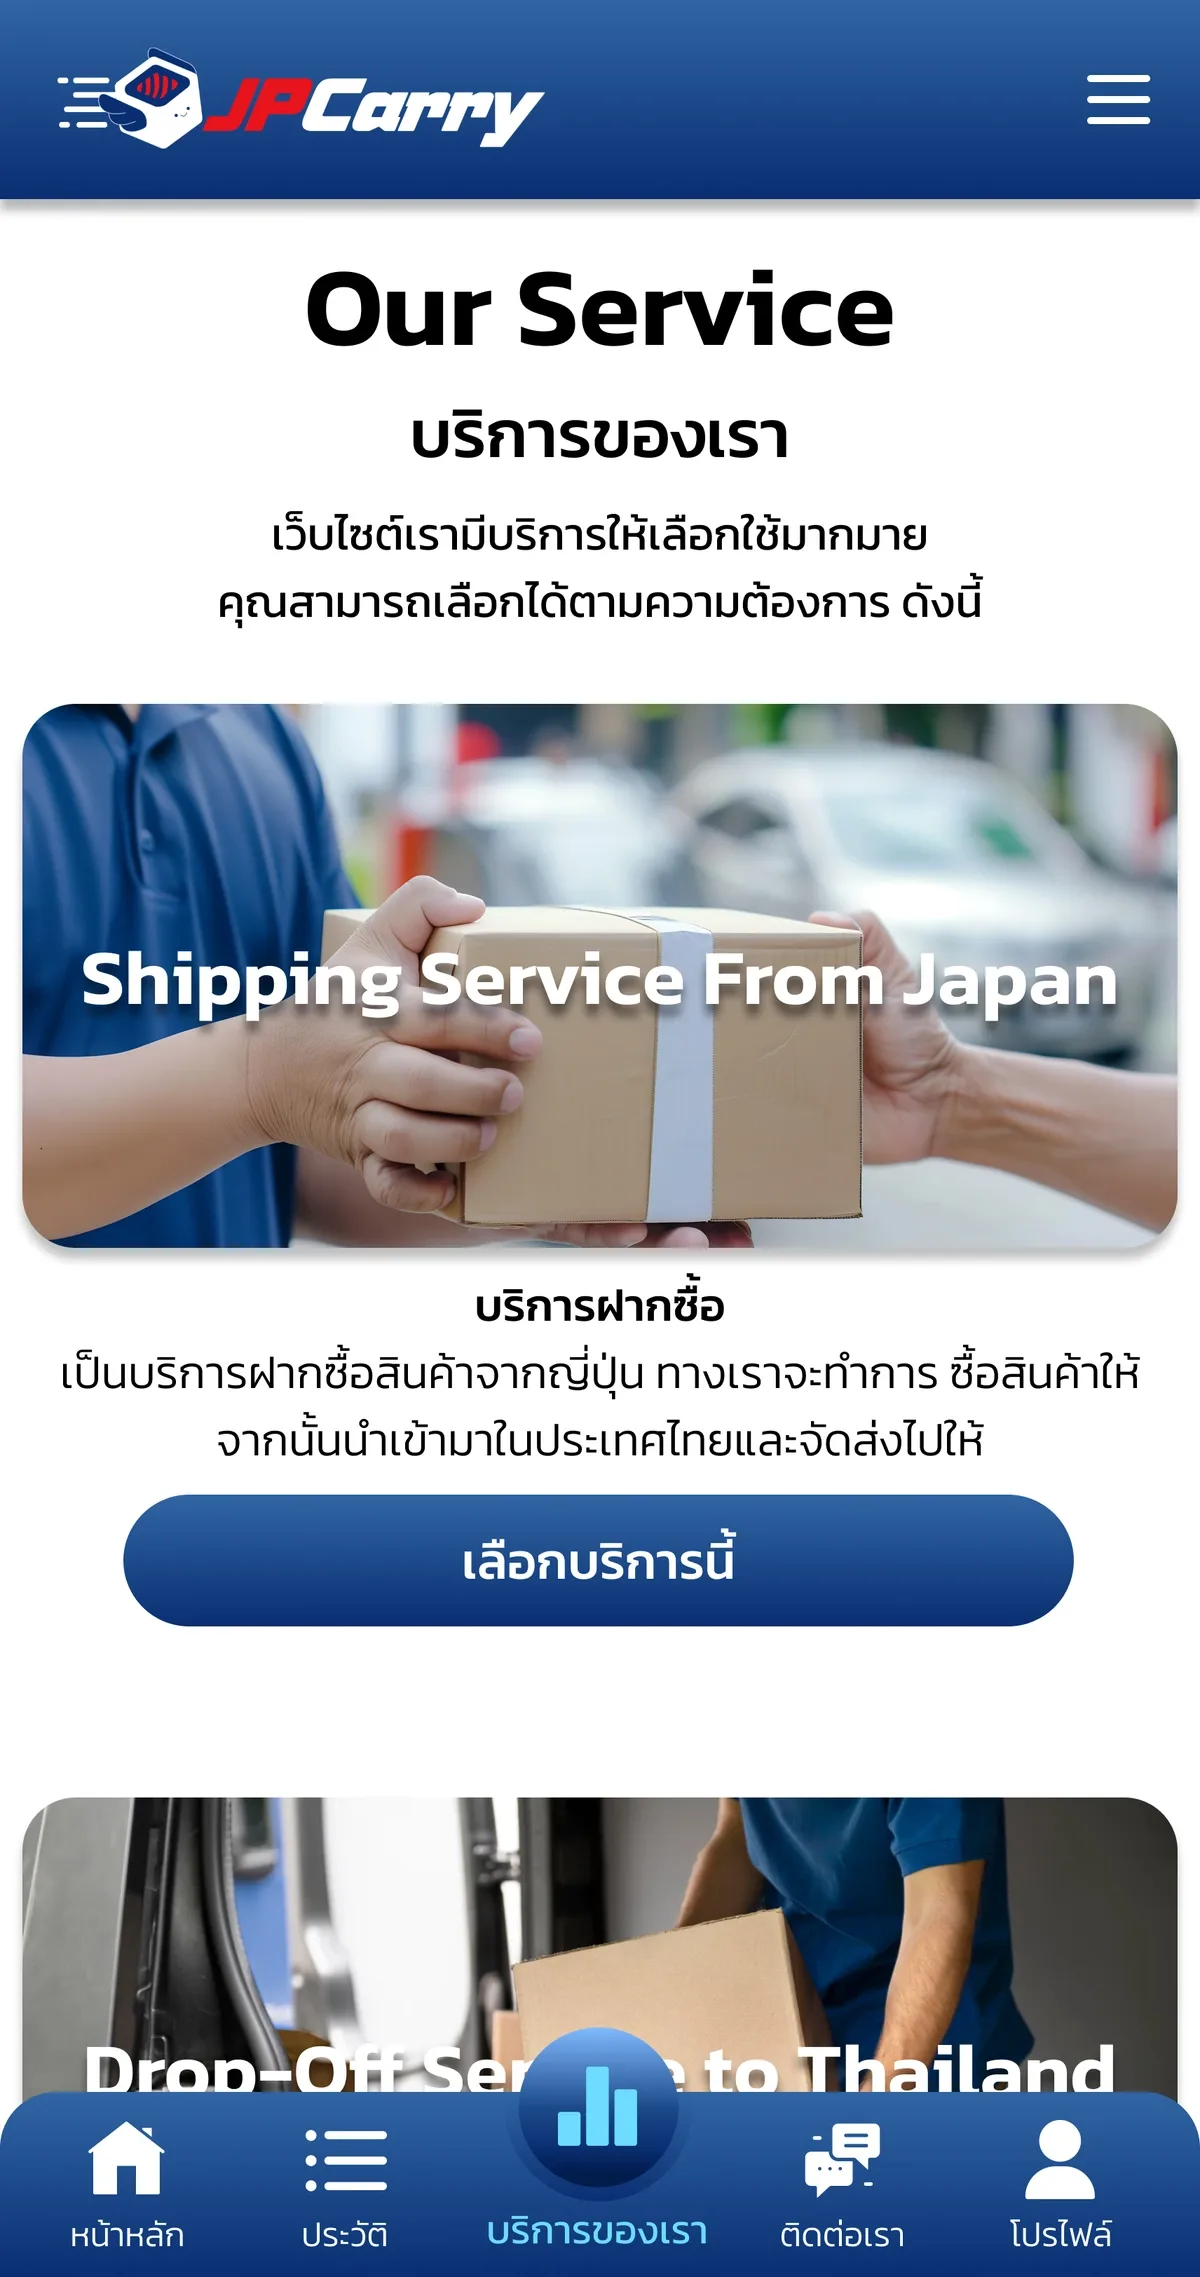 JPCarry
Our Service
บริการของเรา
เว็บไซต์เรามีบริการให้เลือกใช้มากมาย
คุณสามารถเลือกได้ตามความต้องการ ดังนี้
Shipping Service From Japan
บริการฝากซื้อ
เป็นบริการฝากซื้อสินค้าจากญี่ปุ่น ทางเราจะทำการ ซื้อสินค้าให้
จากนั้นนำเข้ามาในประเทศไทยและจัดส่งไปให้
เลือกบริการนี้
Drop-Off Service to Thailand
หน้าหลัก
ประวัติ
บริการของเรา
ติดต่อเรา
โปรไฟล์